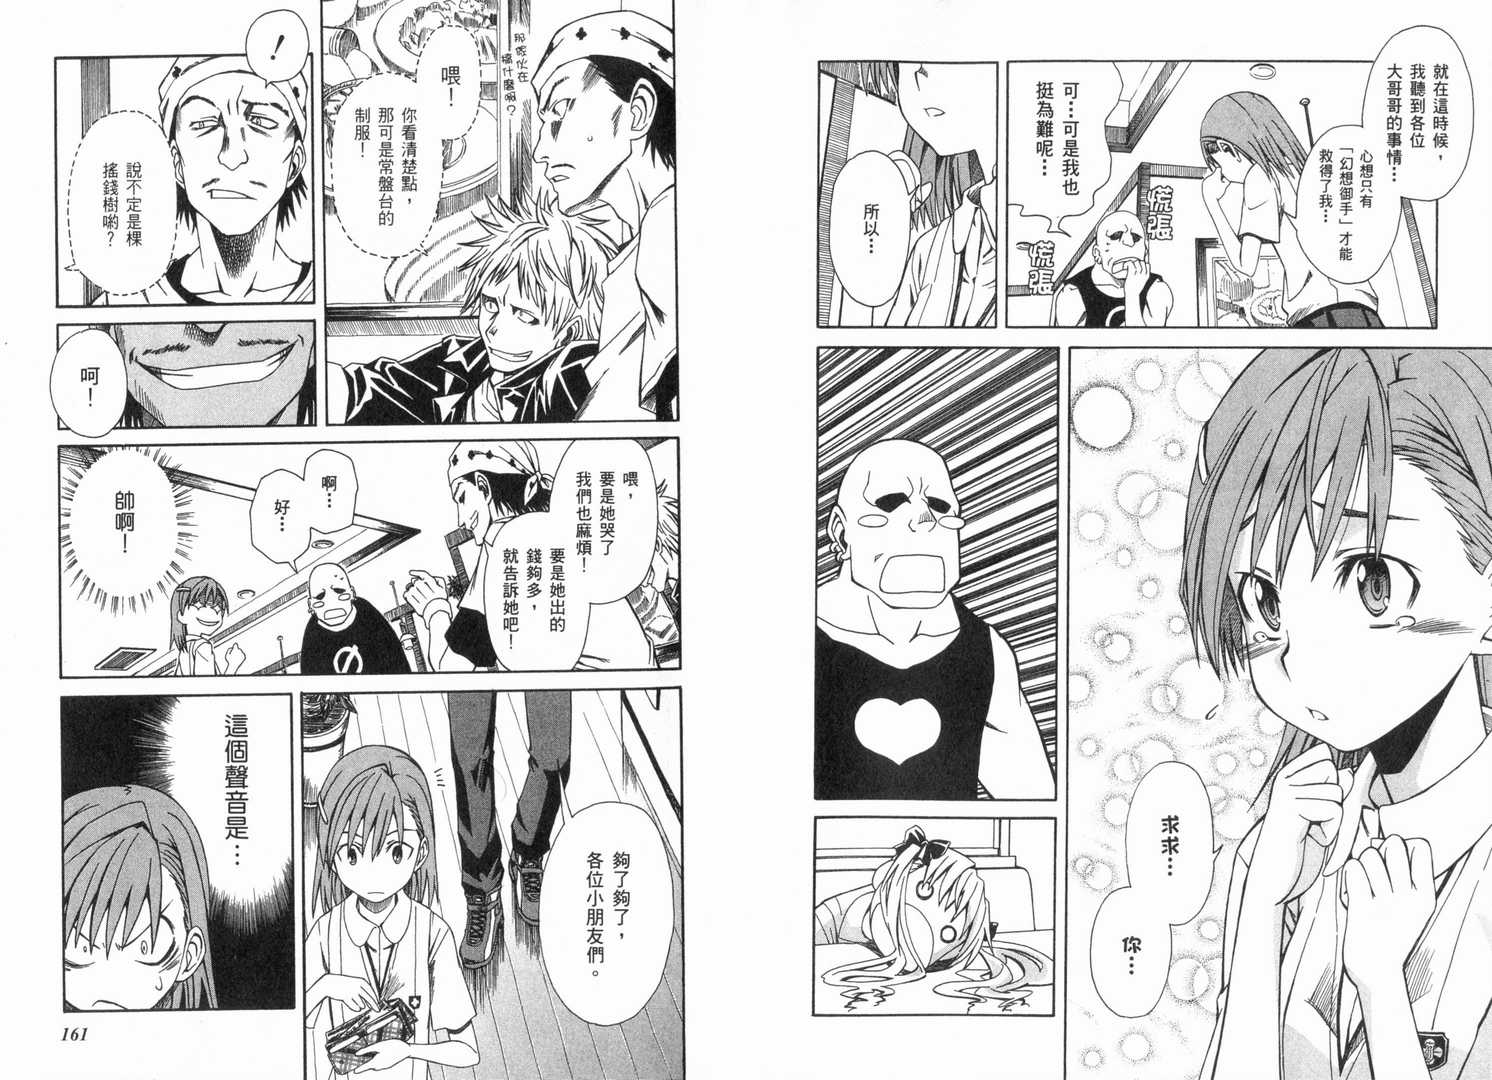 就在這時候，
我聽到各位
大哥哥的事情…
心想只有
「幻想御手」才能
救得了我…
可…可是我也
挺為難呢…
慌張
慌張
所以…
求求…
你…
那傢伙在
搞什麼啊？
喂！
你看清楚點，
那可是常盤台的
制服！
！
說不定是棵
搖錢樹喲？
呵！
喂，
要是她哭了
我們也麻煩！
要是她出的
錢夠多，
就告訴她吧！
啊…
好…
帥啊！
夠了夠了，
各位小朋友們。
這個聲音是…
161